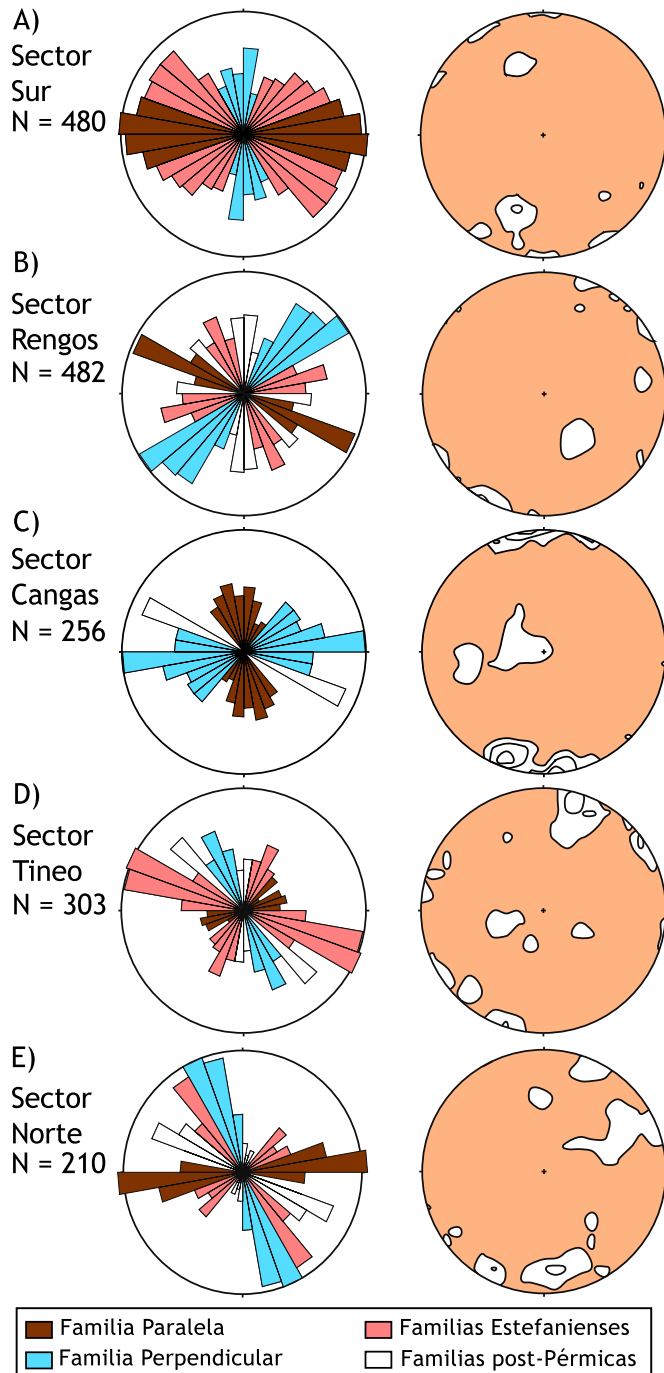 A)
Sector
Sur
N = 480
B)
Sector
Rengos
N = 482
C)
Sector
Cangas
N = 256
D)
Sector
Tineo
N = 303
E)
Sector
Norte
N = 210
Familia Paralela
Familias Estefanienses
Familia Perpendicular
Familias post-Pérmicas